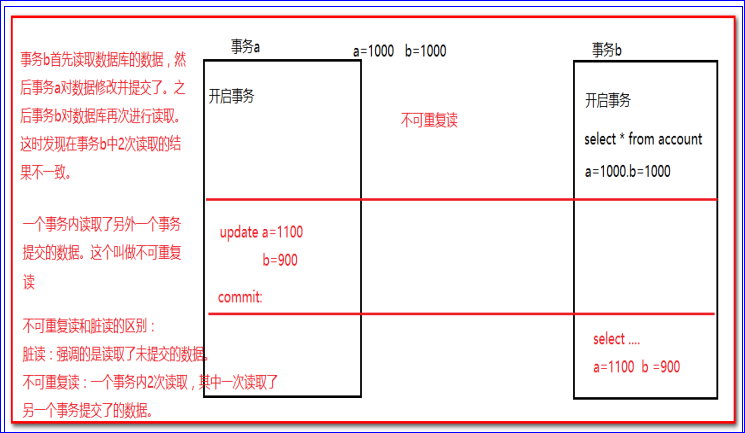 事务a
a=1000 b=1000
事务b
事务b首先读取数据库的数据，然
后事务a对数据修改并提交了。之
后事务b对数据库再次进行读取。
这时发现在事务b中2次读取的结
果不一致。
开启事务
不可重复读
开启事务
select * from account
a=1000.b=1000
一个事务内读取了另外一个事务
提交的数据。这个叫做不可重复
读
update a=1100
b=900
commit:
不可重复读和脏读的区别：
脏读：强调的是读取了未提交的数据。
不可重复读：一个事务内2次读取，其中一次读取了
另一个事务提交了的数据。
select ....
a=1100 b =900